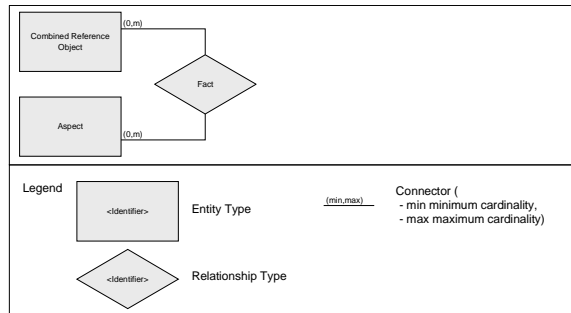 (0,m)
Combined Reference
Object
Fact
Aspect
(0,m)
Legend
<Identifier>
Entity Type
(min,max)
Connector (
- min minimum cardinality,
- max maximum cardinality)
<Identifier>
Relationship Type